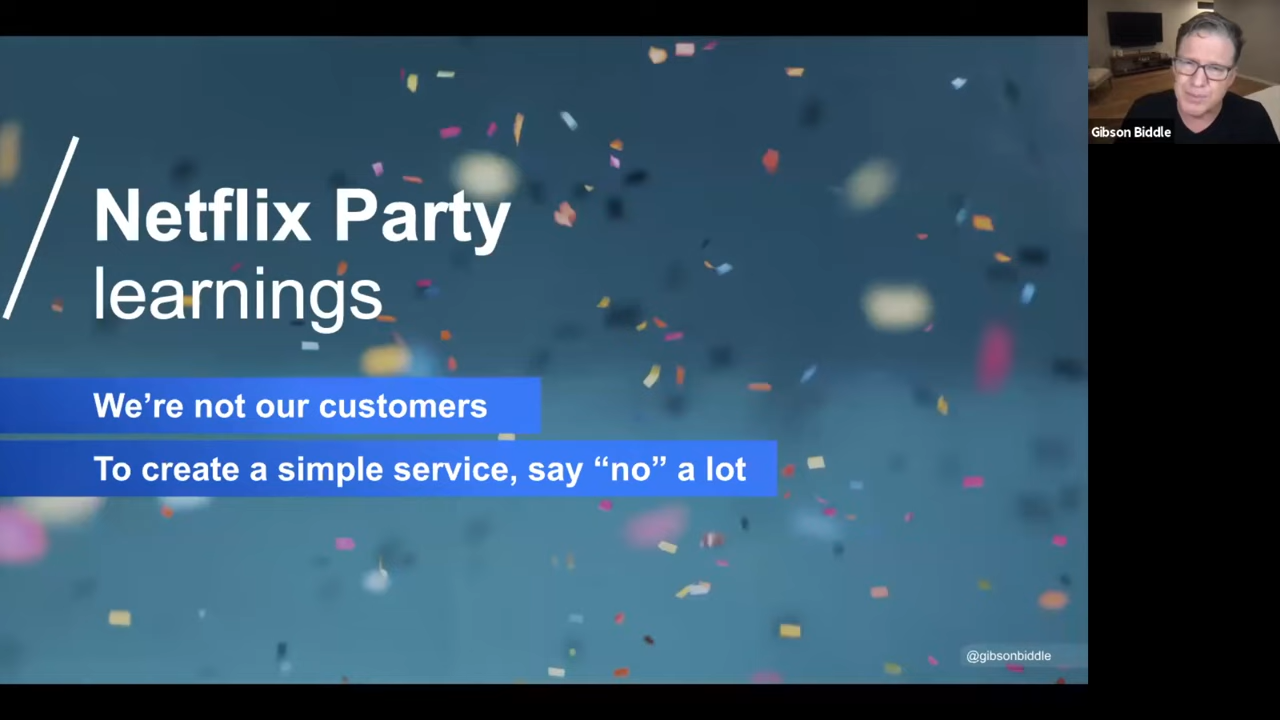 Netflix Party
learnings
We’re not our customers
To create a simple service, say “no” a lot
@gibsonbiddle
Gibson Biddle